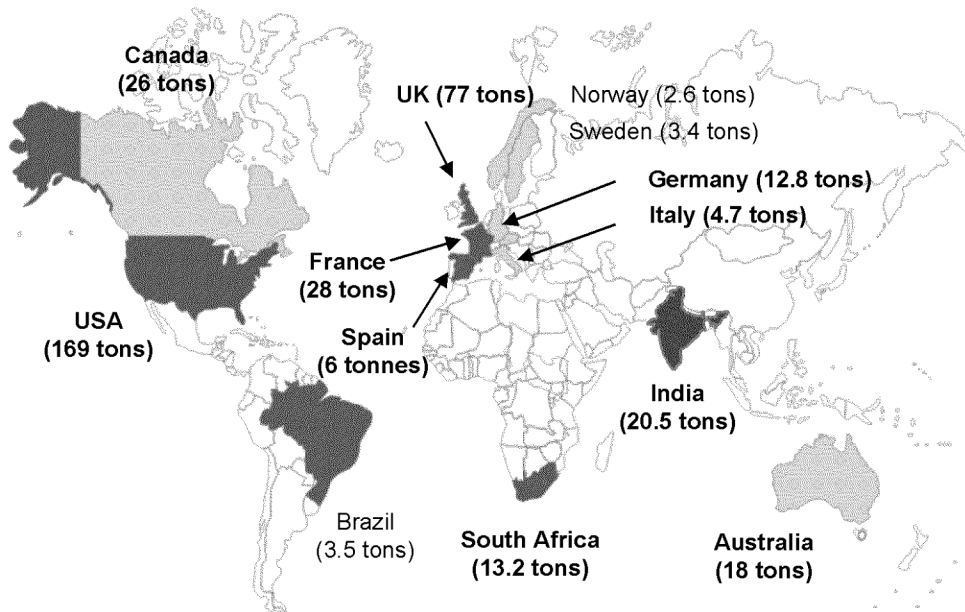 Canada
(26 tons)
UK (77 tons)
Norway (2.6 tons)
Sweden (3.4 tons)
Germany (12.8 tons)
Italy (4.7 tons)
France
(28 tons)
USA
(169 tons)
Spain
(6 tonnes)
India
(20.5 tons)
Brazil
(3.5 tons)
South Africa
(13.2 tons)
Australia
(18 tons)